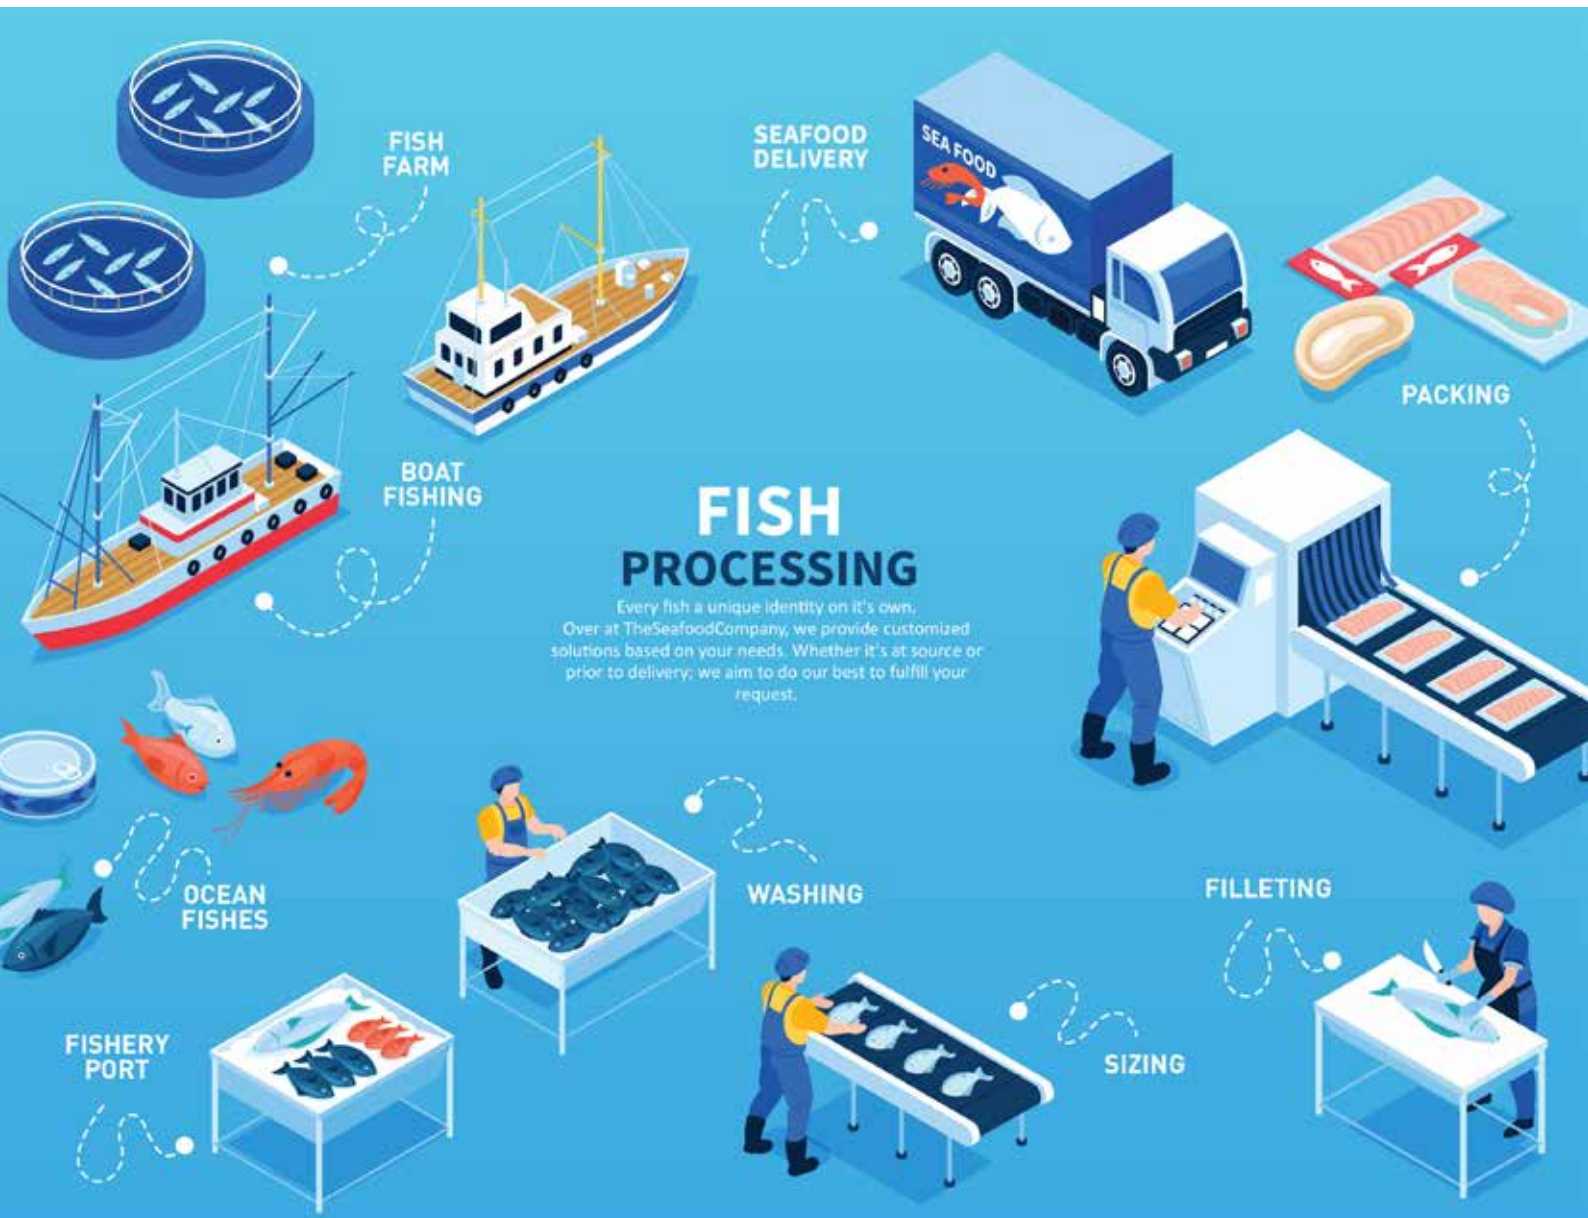 FISH
FARM
SEAFOOD
DELIVERY
SEA FOOD
PACKING
BOAT
FISHING
FISH
PROCESSING
Every fish a unique identity on it's own.
Over at TheSeafoodCompany, we provide customized
solutions based on your needs. Whether it's at source or
prior to delivery; we aim to do our best to fulfill your
request.
OCEAN
FISHES
WASHING
FILLETING
FISHERY
PORT
SIZING